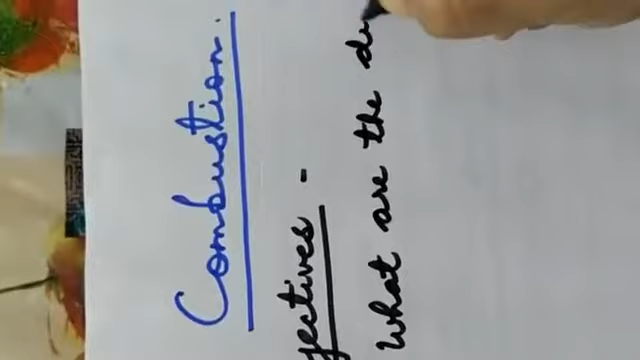 Combustion.
jectives -
What are the d